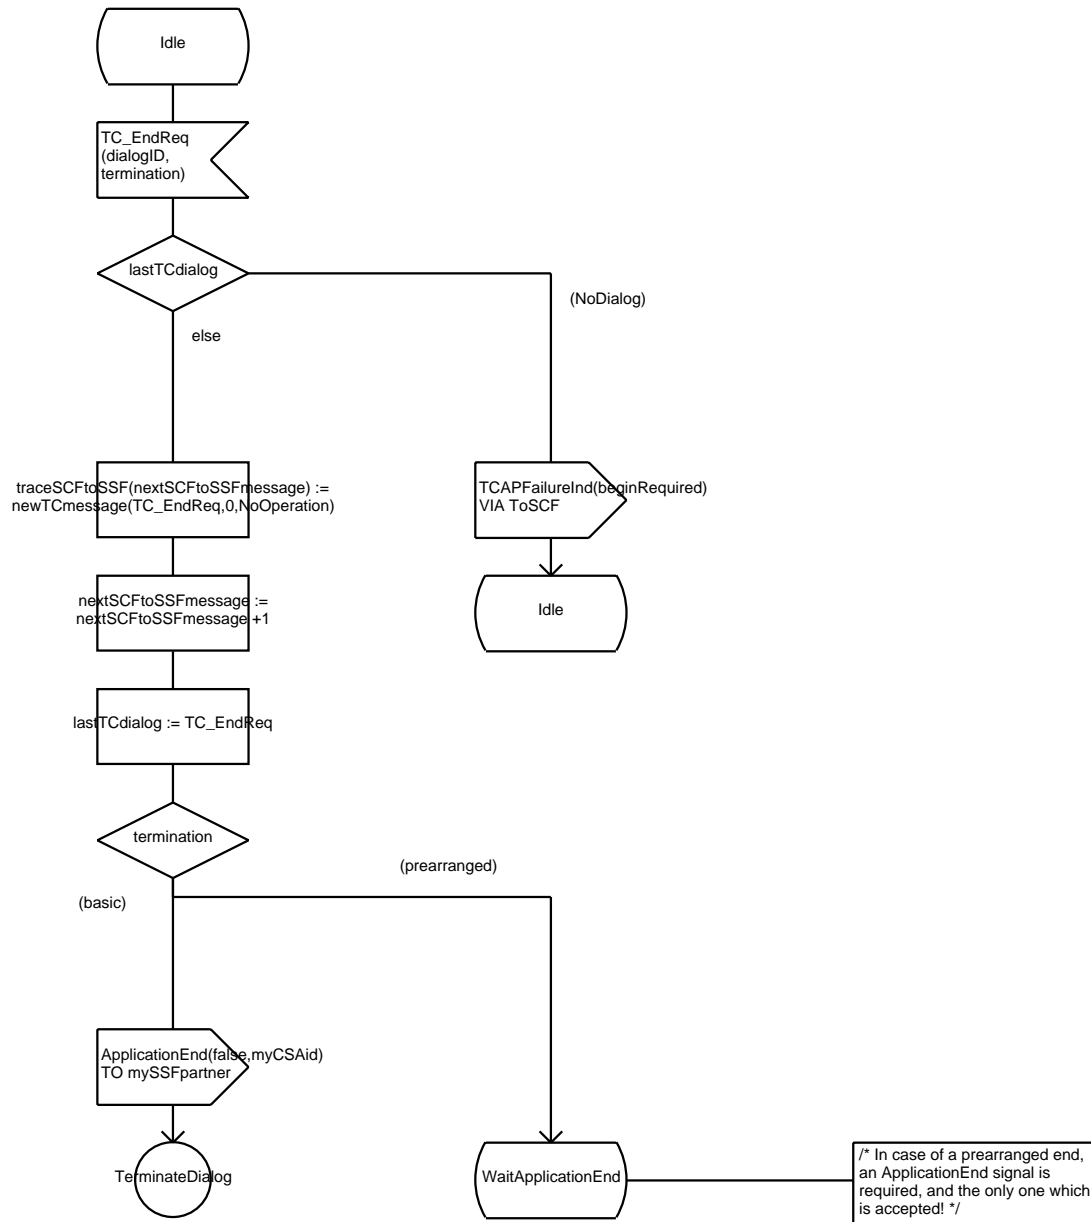 Idle
TC_EndReq
(dialogID,
termination)
lastTCdialog
(NoDialog)
else
traceSCFtoSSF(nextSCFtoSSFmessage) :=
newTCmessage(TC_EndReq,0,NoOperation)
TCAPFailureInd(beginRequired)
VIA ToSCF
nextSCFtoSSFmessage :=
nextSCFtoSSFmessage +1
Idle
lastTCdialog := TC_EndReq
termination
(prearranged)
(basic)
ApplicationEnd(false,myCSAid)
TO mySSFpartner
TerminateDialog
WaitApplicationEnd
/* In case of a prearranged end,
an ApplicationEnd signal is
required, and the only one which
is accepted! */